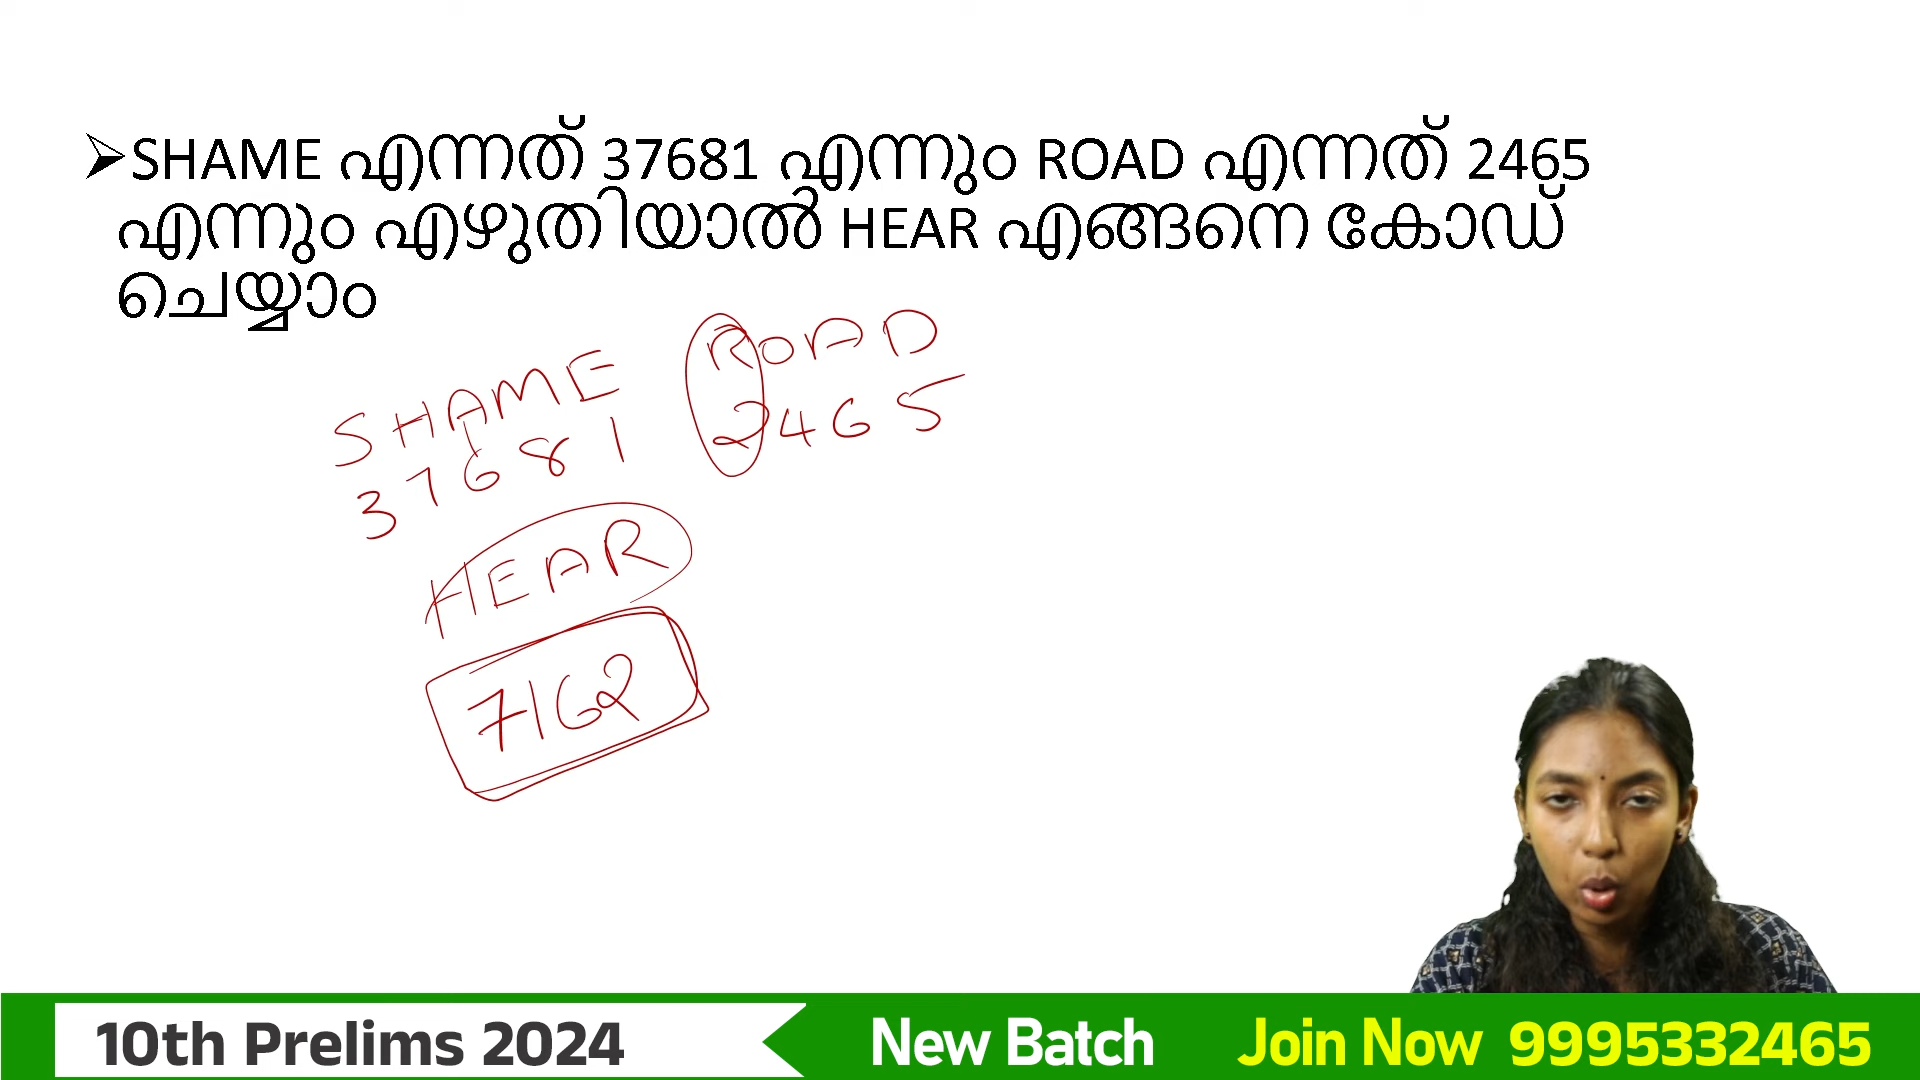 ➢SHAME എന്നത് 37681 എന്നും ROAD എന്നത് 2465
എന്നും എഴുതിയാൽ HEAR എങ്ങനെ കോഡ്
ചെയ്യാം
SHAME ROAD
37681 2465
HEAR
7162
10th Prelims 2024 New Batch Join Now 9995332465